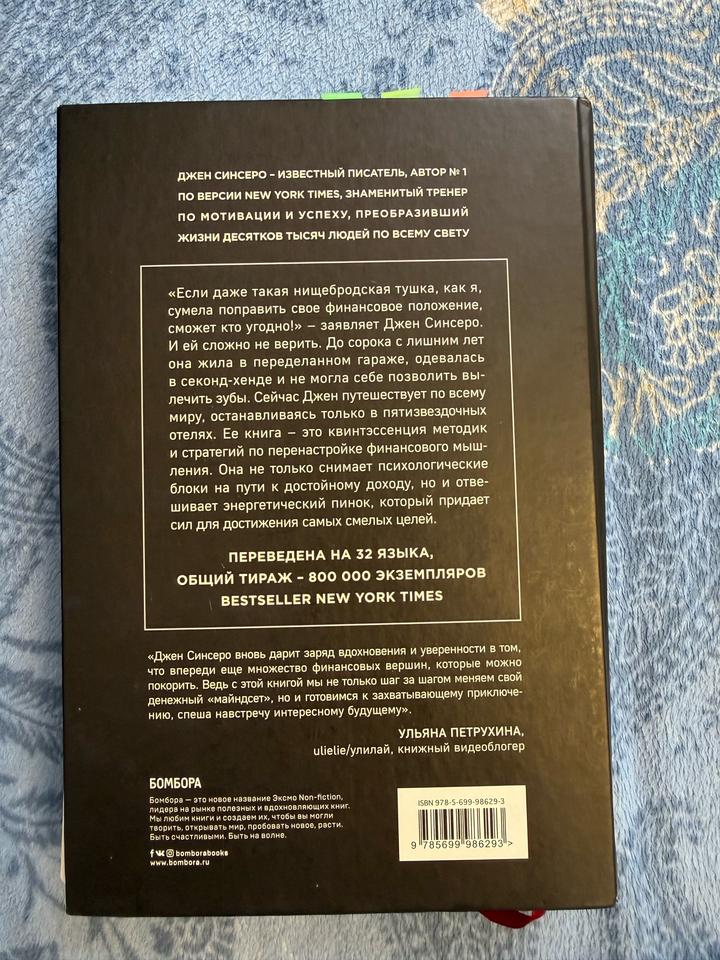 ДЖЕН СИНСЕРО – ИЗВЕСТНЫЙ ПИСАТЕЛЬ, АВТОР № 1
ПО ВЕРСИИ NEW YORK TIMES, ЗНАМЕНИТЫЙ ТРЕНЕР
ПО МОТИВАЦИИ И УСПЕХУ, ПРЕОБРАЗИВШИЙ
ЖИЗНИ ДЕСЯТКОВ ТЫСЯЧ ЛЮДЕЙ ПО ВСЕМУ СВЕТУ
«Если даже такая нищебродская тушка, как я,
сумела поправить свое финансовое положение,
сможет кто угодно!» – заявляет Джен Синсеро.
И ей сложно не верить. До сорока с лишним лет
она жила в переделанном гараже, одевалась
в секонд-хенде и не могла себе позволить вы-
лечить зубы. Сейчас Джен путешествует по всему
миру, останавливаясь только в пятизвездочных
отелях. Ее книга – это квинтэссенция методик
и стратегий по перенастройке финансового мыш-
ления. Она не только снимает психологические
блоки на пути к достойному доходу, но и отве-
шивает энергетический пинок, который придает
сил для достижения самых смелых целей.
ПЕРЕВЕДЕНА НА 32 ЯЗЫКА,
ОБЩИЙ ТИРАЖ – 800 000 ЭКЗЕМПЛЯРОВ
BESTSELLER NEW YORK TIMES
«Джен Синсеро вновь дарит заряд вдохновения и уверенности в том,
что впереди еще множество финансовых вершин, которые можно
покорить. Ведь с этой книгой мы не только шаг за шагом меняем свой
денежный «майндсет», но и готовимся к захватывающему приключе-
нию, спеша навстречу интересному будущему».
УЛЬЯНА ПЕТРУХИНА,
ulielie/улилай, книжный видеоблогер
БОМБОРА
Бомбора – это новое название Эксмо Non-fiction,
лидера на рынке полезных и вдохновляющих книг.
Мы любим книги и создаем их, чтобы вы могли
творить, открывать мир, пробовать новое, расти.
Быть счастливыми. Быть на волне.
bomborabooks
www.bombora.ru
ISBN 978-5-699-98629-3
9 785699 986293 >